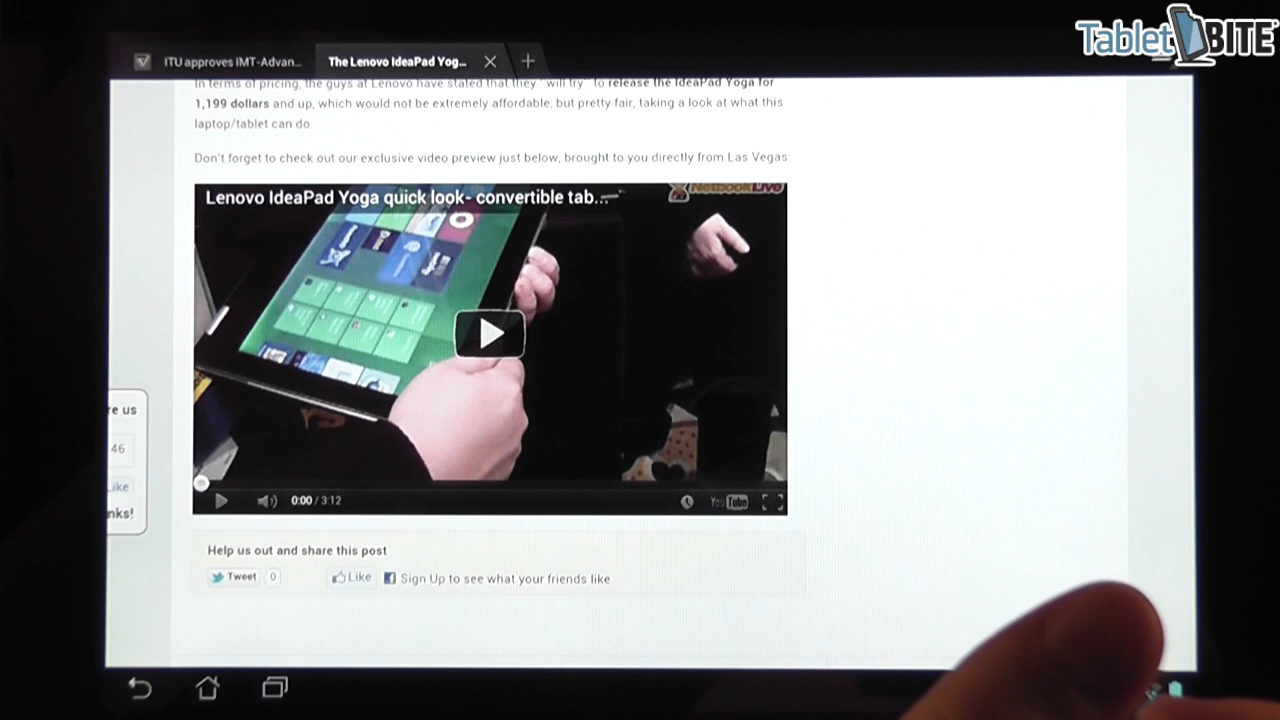 Tablet BITE
ITU approves IMT-Advan...
The Lenovo IdeaPad Yog...
In terms of pricing, the guys at Lenovo have stated that they "will try" to release the IdeaPad Yoga for
1,199 dollars and up, which would not be extremely affordable, but pretty fair, taking a look at what this
laptop/tablet can do.
Don't forget to check out our exclusive video preview just below, brought to you directly from Las Vegas:
Lenovo IdeaPad Yoga quick look- convertible tab...
NetbookLive
re us
46
Like
nks!
0:00 / 3:12
YouTube
Help us out and share this post
Tweet 0 Like Sign Up to see what your friends like.